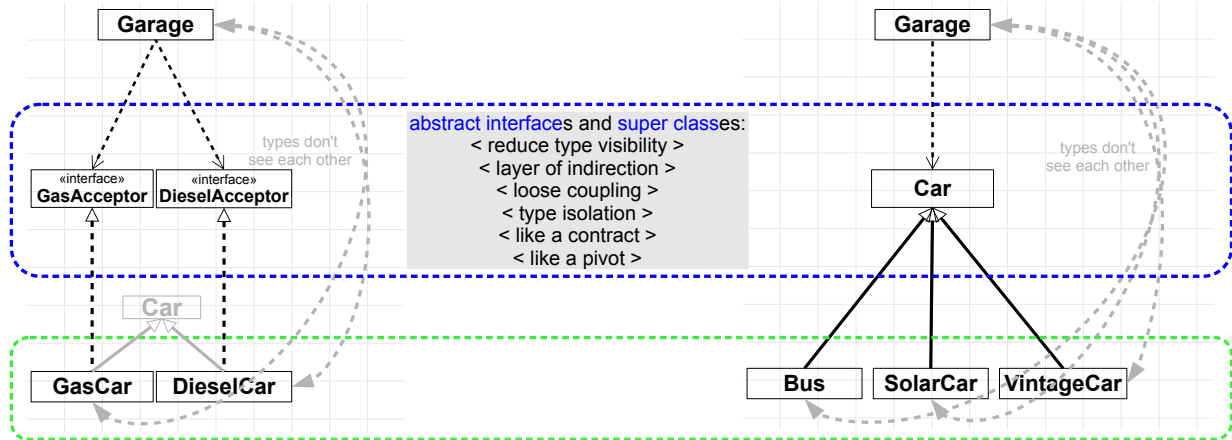 Garage
types don't
see each other
«interface»
GasAcceptor
«interface»
DieselAcceptor
Car
GasCar
DieselCar
abstract interfaces and super classes:
< reduce type visibility >
< layer of indirection >
< loose coupling >
< type isolation >
< like a contract >
< like a pivot >
Garage
types don't
see each other
Car
Bus
SolarCar
VintageCar